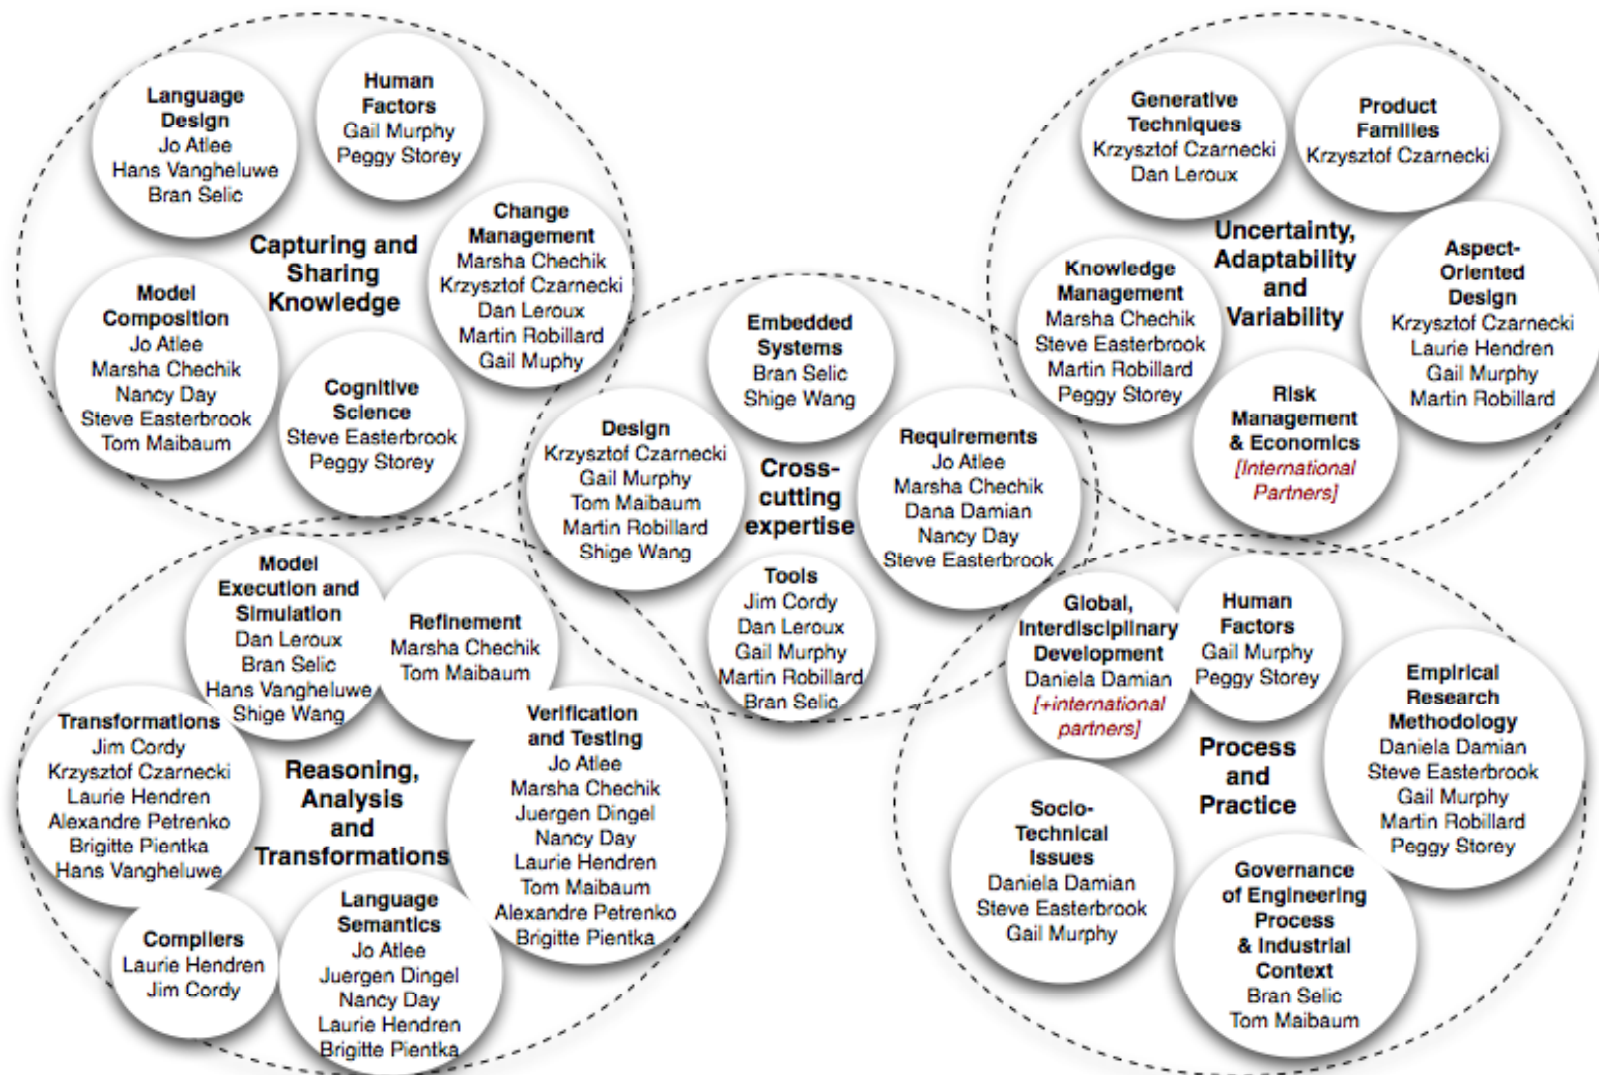 Language
Design
Jo Atlee
Hans Vangheluwe
Bran Selic
Human
Factors
Gail Murphy
Peggy Storey
Change
Management
Marsha Chechik
Krzysztof Czarnecki
Dan Leroux
Martin Robillard
Gail Muphy
Capturing and
Sharing
Knowledge
Model
Composition
Jo Atlee
Marsha Chechik
Nancy Day
Steve Easterbrook
Tom Maibaum
Cognitive
Science
Steve Easterbrook
Peggy Storey
Generative
Techniques
Krzysztof Czarnecki
Dan Leroux
Product
Families
Krzysztof Czarnecki
Uncertainty,
Adaptability
and
Variability
Knowledge
Management
Marsha Chechik
Steve Easterbrook
Martin Robillard
Peggy Storey
Aspect-
Oriented
Design
Krzysztof Czarnecki
Laurie Hendren
Gail Murphy
Martin Robillard
Risk
Management
& Economics
[International
Partners]
Embedded
Systems
Bran Selic
Shige Wang
Design
Krzysztof Czarnecki
Gail Murphy
Tom Maibaum
Martin Robillard
Shige Wang
Cross-
cutting
expertise
Requirements
Jo Atlee
Marsha Chechik
Dana Damian
Nancy Day
Steve Easterbrook
Tools
Jim Cordy
Dan Leroux
Gail Murphy
Martin Robillard
Bran Selic
Model
Execution and
Simulation
Dan Leroux
Bran Selic
Hans Vangheluwe
Shige Wang
Refinement
Marsha Chechik
Tom Maibaum
Transformations
Jim Cordy
Krzysztof Czarnecki
Laurie Hendren
Alexandre Petrenko
Brigitte Pientka
Hans Vangheluwe
Reasoning,
Analysis
and
Transformations
Verification
and Testing
Jo Atlee
Marsha Chechik
Juergen Dingel
Nancy Day
Laurie Hendren
Tom Maibaum
Alexandre Petrenko
Brigitte Pientka
Compilers
Laurie Hendren
Jim Cordy
Language
Semantics
Jo Atlee
Juergen Dingel
Nancy Day
Laurie Hendren
Brigitte Pientka
Global,
Interdisciplinary
Development
Daniela Damian
[+international
partners]
Human
Factors
Gail Murphy
Peggy Storey
Process
and
Practice
Empirical
Research
Methodology
Daniela Damian
Steve Easterbrook
Gail Murphy
Martin Robillard
Peggy Storey
Socio-
Technical
Issues
Daniela Damian
Steve Easterbrook
Gail Murphy
Governance
of Engineering
Process
& Industrial
Context
Bran Selic
Tom Maibaum